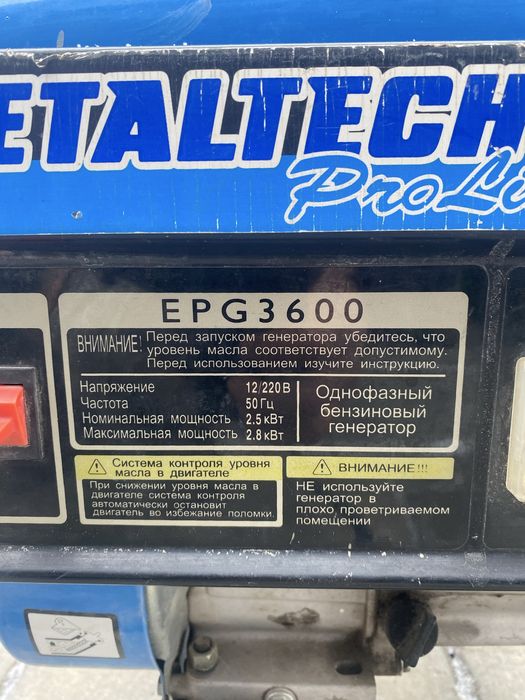 ETALTECH
ProLi
EPG3600
ВНИМАНИЕ! Перед запуском генератора убедитесь, что
уровень масла соответствует допустимому.
Перед использованием изучите инструкцию.
Напряжение 12/220 В
Частота 50 Гц
Номинальная мощность 2.5 кВт
Максимальная мощность 2.8 кВт
Однофазный
бензиновый
генератор
Система контроля уровня
масла в двигателе
При снижении уровня масла в
двигателе система контроля
автоматически остановит
двигатель во избежание поломки.
ВНИМАНИЕ!!!
НЕ используйте
генератор в
плохо проветриваемом
помещении